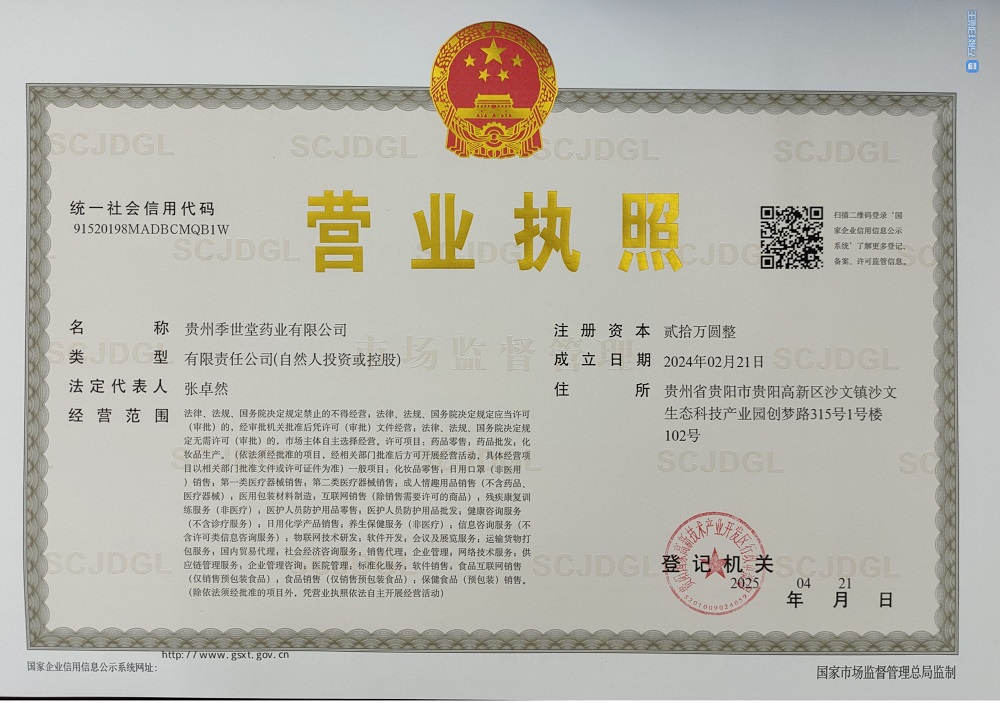 营业执照
统一社会信用代码
91520198MADBCMQB1W
扫描二维码登录“国
家企业信用信息公示
系统”了解更多登记、
备案、许可监管信息。
名称 贵州季世堂药业有限公司
类型 有限责任公司(自然人投资或控股)
法定代表人 张卓然
经营范围 法律、法规、国务院决定规定禁止的不得经营；法律、法规、国务院决定规定应当许可
（审批）的，经审批机关批准后凭许可（审批）文件经营；法律、法规、国务院决定规
定无需许可（审批）的，市场主体自主选择经营。许可项目：药品零售；药品批发；化
妆品生产。（依法须经批准的项目，经相关部门批准后方可开展经营活动，具体经营项
目以相关部门批准文件或许可证件为准）一般项目：化妆品零售；日用口罩（非医用
）销售；第一类医疗器械销售；第二类医疗器械销售；成人情趣用品销售（不含药品、
医疗器械）；医用包装材料制造；互联网销售（除销售需要许可的商品）；残疾康复训
练服务（非医疗）；医护人员防护用品零售；医护人员防护用品批发；健康咨询服务
（不含诊疗服务）；日用化学产品销售；养生保健服务（非医疗）；信息咨询服务（不
含许可类信息咨询服务）；物联网技术研发；软件开发；会议及展览服务；运输货物打
包服务；国内贸易代理；社会经济咨询服务；销售代理；企业管理；网络技术服务；供
应链管理服务；企业管理咨询；医院管理；标准化服务；软件销售；食品互联网销售
（仅销售预包装食品）；食品销售（仅销售预包装食品）；保健食品（预包装）销售。
（除依法须经批准的项目外，凭营业执照依法自主开展经营活动）
注册资本 贰拾万圆整
成立日期 2024年02月21日
住所 贵州省贵阳市贵阳高新区沙文镇沙文
生态科技产业园创梦路315号1号楼
102号
登记机关
2025年04月21日
http://www.gsxt.gov.cn
国家企业信用信息公示系统网址：
国家市场监督管理总局监制
SCJDGL
市场监督管理